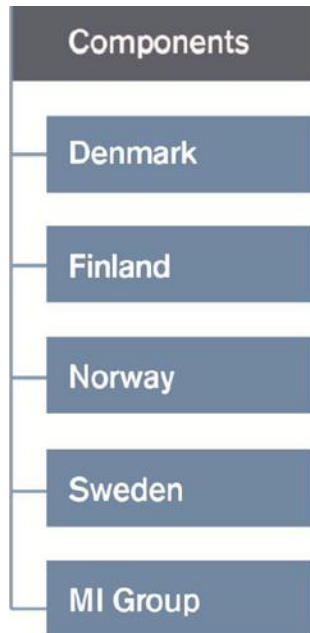 Components
Denmark
Finland
Norway
Sweden
MI Group